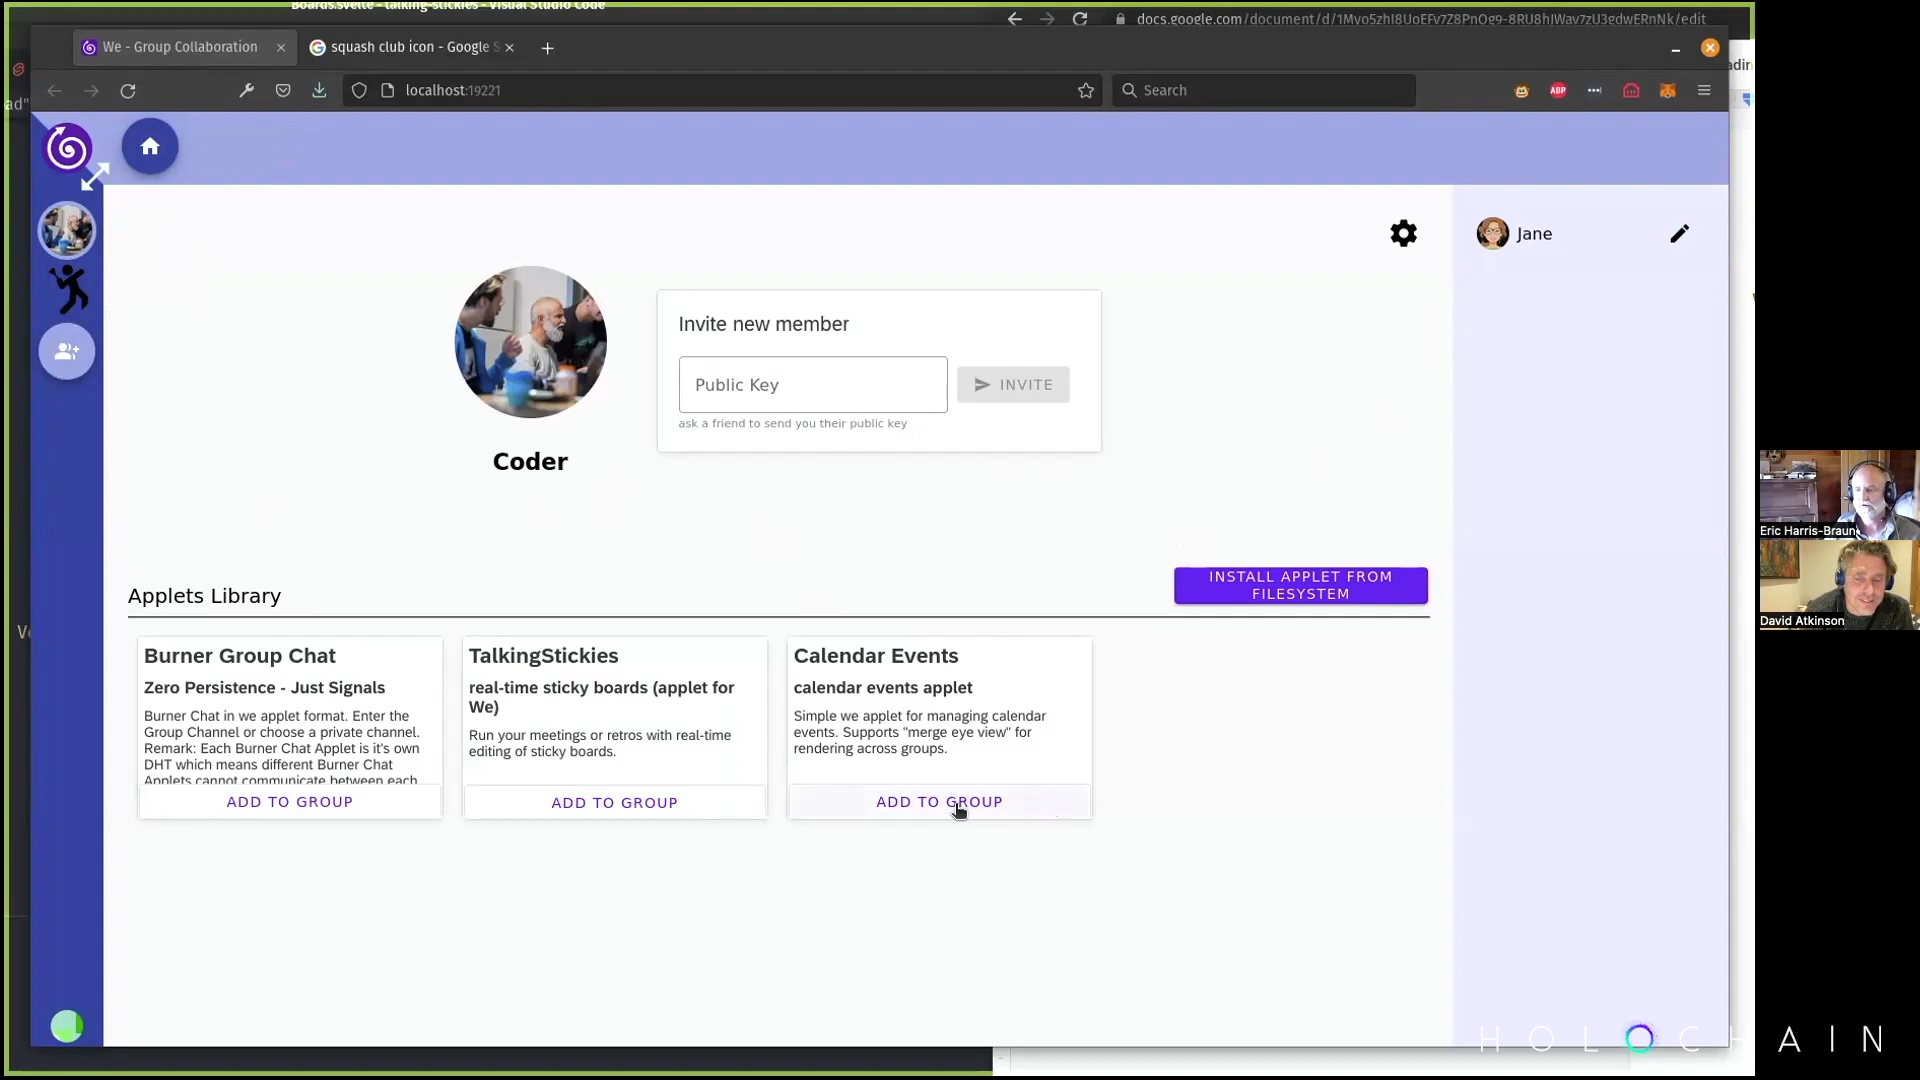 Boards.svelte - talking-stickies - Visual Studio Code
docs.google.com/document/d/1Myo5zhI8UoEFv7Z8PnOg9-8RU8hJWav7zU3gdwERnNk/edit
We - Group Collaboration
squash club icon - Google S
localhost:19221
Search
ABP
ad"
Jane
Invite new member
Public Key
INVITE
ask a friend to send you their public key
Coder
Applets Library
INSTALL APPLET FROM
FILESYSTEM
Burner Group Chat
Zero Persistence - Just Signals
Burner Chat in we applet format. Enter the
Group Channel or choose a private channel.
Remark: Each Burner Chat Applet is it's own
DHT which means different Burner Chat
Applets cannot communicate between each
ADD TO GROUP
TalkingStickies
real-time sticky boards (applet for
We)
Run your meetings or retros with real-time
editing of sticky boards.
ADD TO GROUP
Calendar Events
calendar events applet
Simple we applet for managing calendar
events. Supports "merge eye view" for
rendering across groups.
ADD TO GROUP
Eric Harris-Braun
David Atkinson
HOLOCHAIN